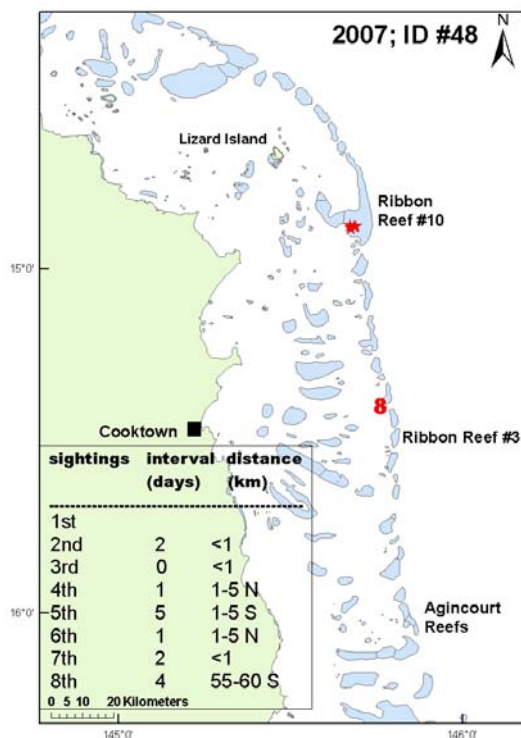 2007; ID #48
N
Lizard Island
Ribbon
Reef #10
15°0'
8
Cooktown
Ribbon Reef #3
sightings interval distance
(days) (km)
1st
2nd 2 <1
3rd 0 <1
4th 1 1-5 N
5th 5 1-5 S
6th 1 1-5 N
7th 2 <1
8th 4 55-60 S
16°0'
Agincourt
Reefs
0 5 10 20 Kilometers
145°0' 146°0'